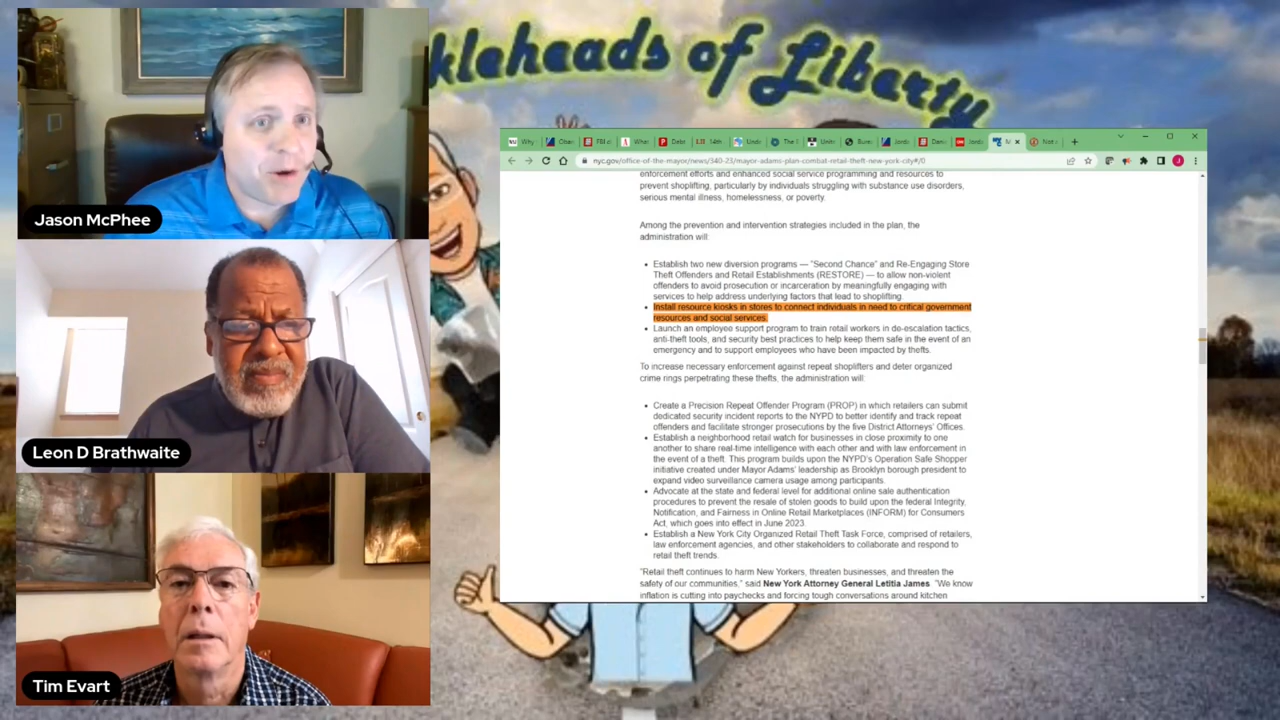 kleheads of Liberty
Jason McPhee
Leon D Brathwaite
Tim Evart
nyc.gov/office-of-the-mayor/news/340-23/mayor-adams-plan-combat-retail-theft-new-york-city#/0
enforcement efforts and enhanced social service programming and resources to
prevent shoplifting, particularly by individuals struggling with substance use disorders,
serious mental illness, homelessness, or poverty.
Among the prevention and intervention strategies included in the plan, the
administration will:
Establish two new diversion programs — "Second Chance" and Re-Engaging Store
Theft Offenders and Retail Establishments (RESTORE) — to allow non-violent
offenders to avoid prosecution or incarceration by meaningfully engaging with
services to help address underlying factors that lead to shoplifting.
Install resource kiosks in stores to connect individuals in need to critical government
resources and social services.
Launch an employee support program to train retail workers in de-escalation tactics,
anti-theft tools, and security best practices to help keep them safe in the event of an
emergency and to support employees who have been impacted by thefts.
To increase necessary enforcement against repeat shoplifters and deter organized
crime rings perpetrating these thefts, the administration will:
Create a Precision Repeat Offender Program (PROP) in which retailers can submit
dedicated security incident reports to the NYPD to better identify and track repeat
offenders and facilitate stronger prosecutions by the five District Attorneys' Offices.
Establish a neighborhood retail watch for businesses in close proximity to one
another to share real-time intelligence with each other and with law enforcement in
the event of a theft. This program builds upon the NYPD's Operation Safe Shopper
initiative created under Mayor Adams' leadership as Brooklyn borough president to
expand video surveillance camera usage among participants.
Advocate at the state and federal level for additional online sale authentication
procedures to prevent the resale of stolen goods to build upon the federal Integrity,
Notification, and Fairness in Online Retail Marketplaces (INFORM) for Consumers
Act, which goes into effect in June 2023.
Establish a New York City Organized Retail Theft Task Force, comprised of retailers,
law enforcement agencies, and other stakeholders to collaborate and respond to
retail theft trends.
"Retail theft continues to harm New Yorkers, threaten businesses, and threaten the
safety of our communities," said New York Attorney General Letitia James "We know
inflation is cutting into paychecks and forcing tough conversations around kitchen